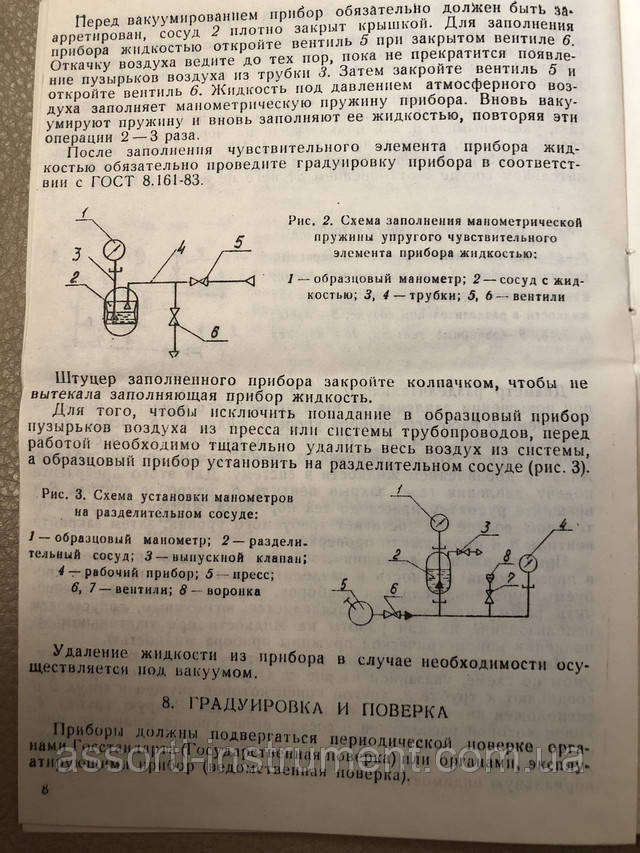 Перед вакуумированием прибор обязательно должен быть за-
арретирован, сосуд 2 плотно закрыт крышкой. Для заполнения
прибора жидкостью откройте вентиль 5 при закрытом вентиле 6.
Откачку воздуха ведите до тех пор, пока не прекратится появле-
ние пузырьков воздуха из трубки 3. Затем закройте вентиль 5 и
откройте вентиль 6. Жидкость под давлением атмосферного воз-
духа заполняет манометрическую пружину прибора. Вновь ваку-
умируют пружину и вновь заполняют ее жидкостью, повторяя эти
операции 2—3 раза.
После заполнения чувствительного элемента прибора жид-
костью обязательно проведите градуировку прибора в соответст-
вии с ГОСТ 8.161-83.
1
3
2
4
5
6
Рис. 2. Схема заполнения манометрической
пружины упругого чувствительного
элемента прибора жидкостью:
1 — образцовый манометр; 2 — сосуд с жид-
костью; 3, 4 — трубки; 5, 6 — вентили
Штуцер заполненного прибора закройте колпачком, чтобы не
вытекала заполняющая прибор жидкость.
Для того, чтобы исключить попадание в образцовый прибор
пузырьков воздуха из пресса или системы трубопроводов, перед
работой необходимо тщательно удалить весь воздух из системы,
а образцовый прибор установить на разделительном сосуде (рис. 3).
Рис. 3. Схема установки манометров
на разделительном сосуде:
1 — образцовый манометр; 2 — раздели-
тельный сосуд; 3 — выпускной клапан;
4 — рабочий прибор; 5 — пресс;
6, 7 — вентили; 8 — воронка
1
3
4
2
8
7
5
6
Удаление жидкости из прибора в случае необходимости осу-
ществляется под вакуумом.
8. ГРАДУИРОВКА И ПОВЕРКА
Приборы должны подвергаться периодической поверке орга-
нами Госстандарта (Государственная поверка) или органами, эксплу-
атирующими прибор (ведомственная поверка).
assorti-instrument.com.ua
8